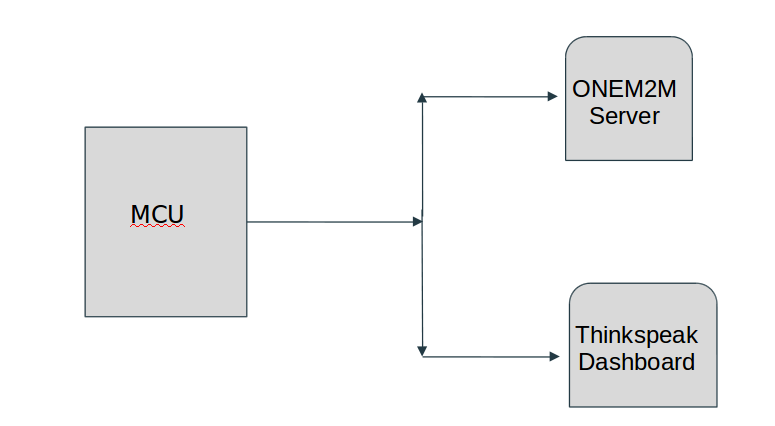 MCU
ONEM2M
Server
Thinkspeak
Dashboard